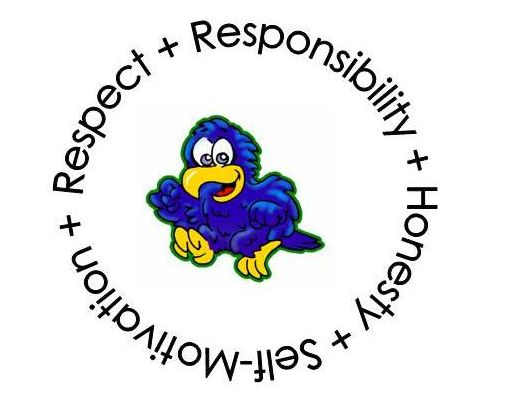 Respect + Responsibility + Honesty + Self-Motivation +